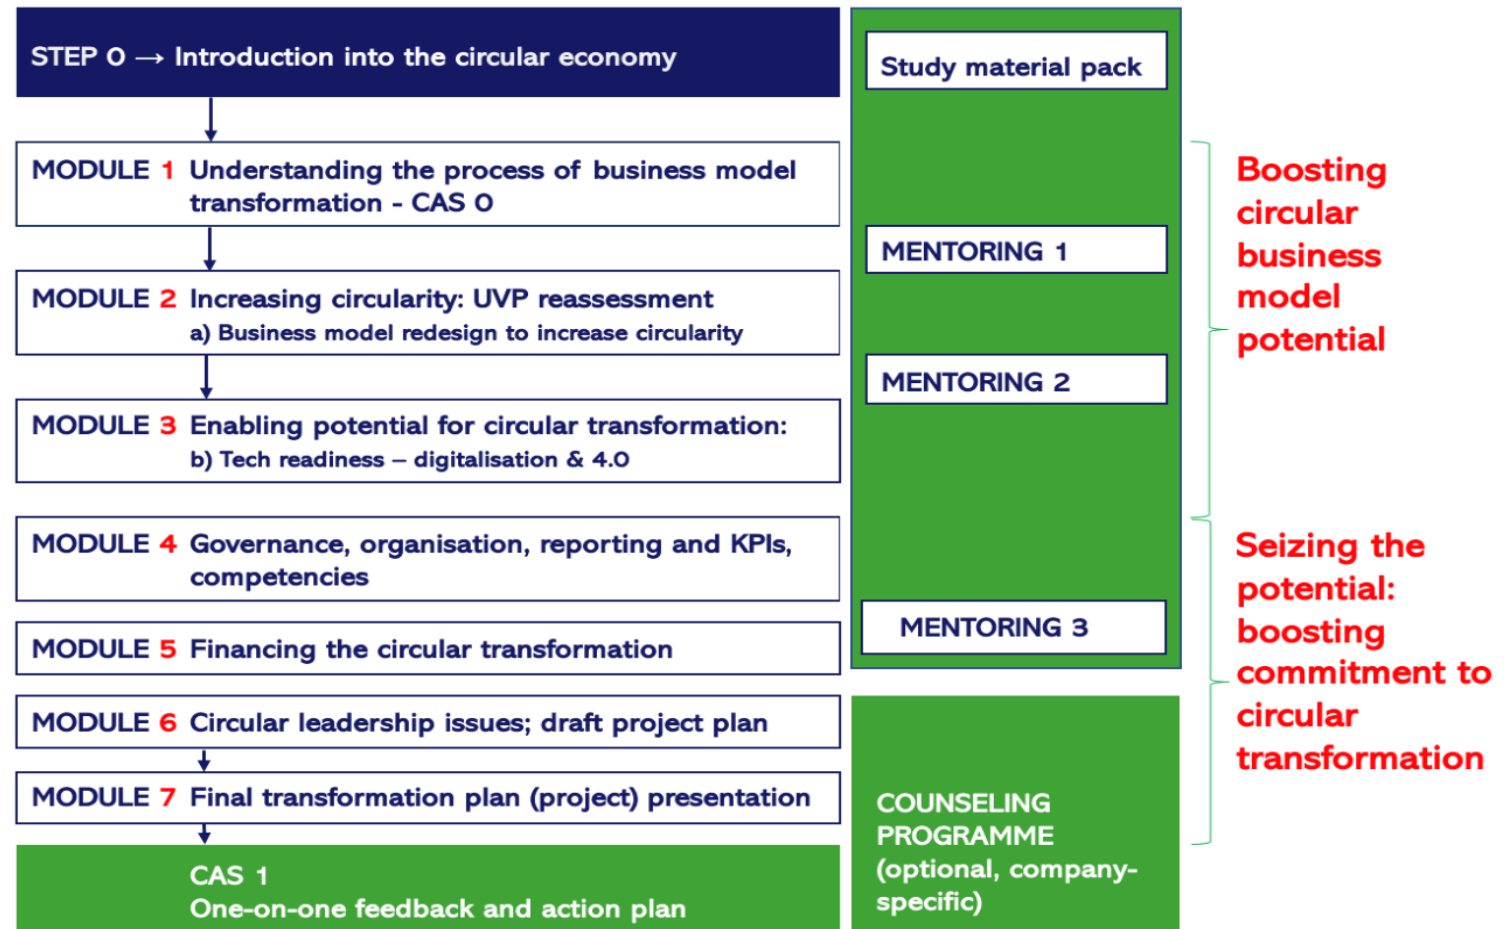 STEP 0 → Introduction into the circular economy
MODULE 1 Understanding the process of business model
transformation - CAS 0
MODULE 2 Increasing circularity: UVP reassessment
a) Business model redesign to increase circularity
MODULE 3 Enabling potential for circular transformation:
b) Tech readiness – digitalisation & 4.0
MODULE 4 Governance, organisation, reporting and KPIs,
competencies
MODULE 5 Financing the circular transformation
MODULE 6 Circular leadership issues; draft project plan
MODULE 7 Final transformation plan (project) presentation
CAS 1
One-on-one feedback and action plan
Study material pack
MENTORING 1
MENTORING 2
MENTORING 3
COUNSELING
PROGRAMME
(optional, company-
specific)
Boosting
circular
business
model
potential
Seizing the
potential:
boosting
commitment to
circular
transformation